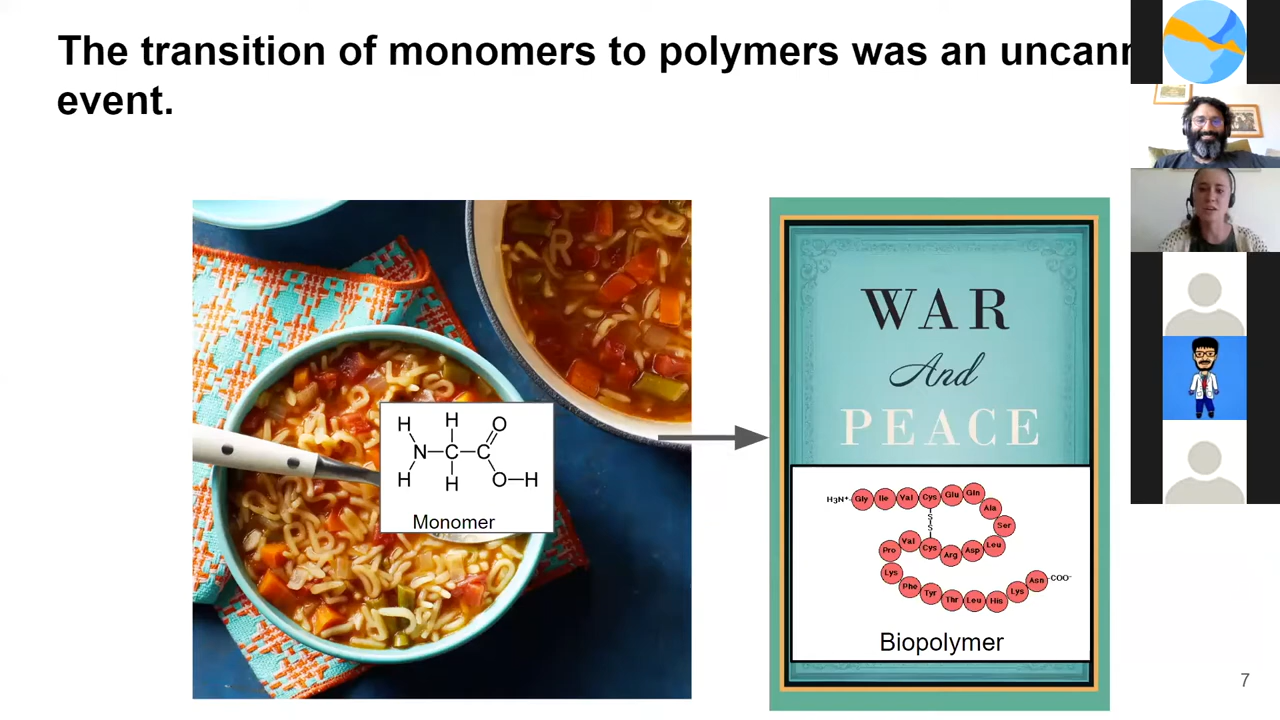 The transition of monomers to polymers was an uncann
event.
H
H
O
N
C
C
H
H
O
H
Monomer
WAR
And
PEACE
H3N+
Gly Ile Val Cys Glu Gln
Ala
Ser
S
S
Pro Val Cys Arg Asp Leu
Lys
Phe Tyr Thr Leu His Lys Asn COO-
Biopolymer
7